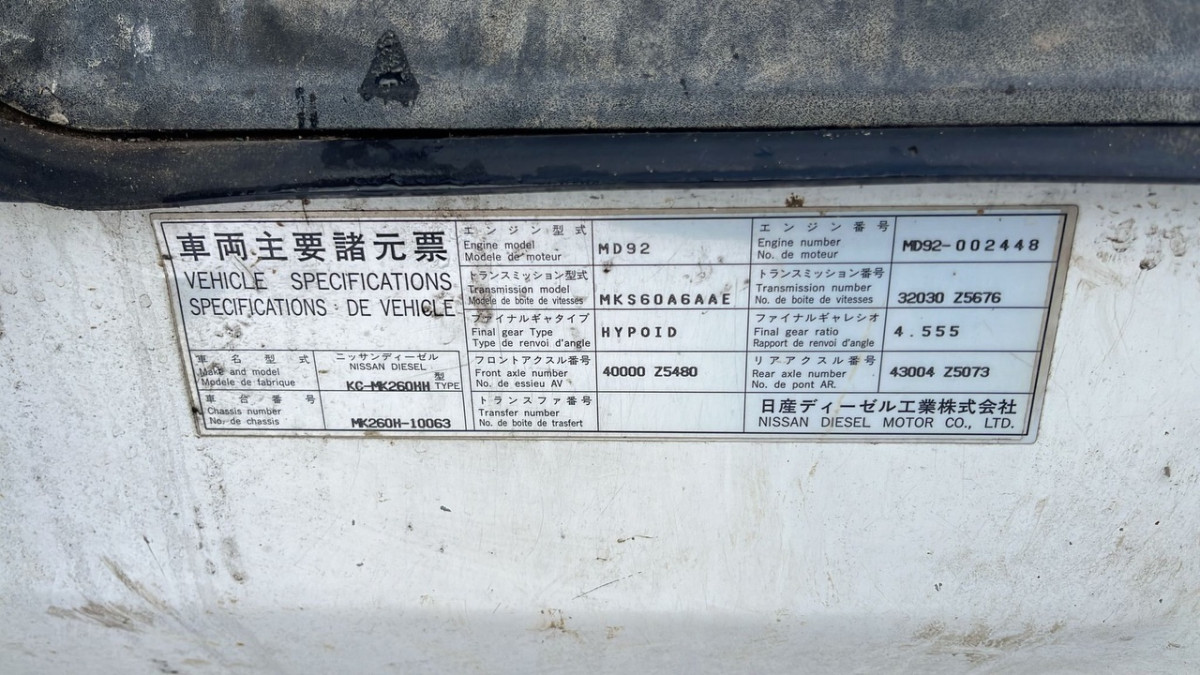 車両主要諸元票
VEHICLE SPECIFICATIONS
SPECIFICATIONS DE VEHICLE
車名型式
Make and model
Modele de fabrique
ニッサンディーゼル
NISSAN DIESEL
KC-MK260HH 型 TYPE
車台番号
Chassis number
No. de chassis
MK260H-10063
エンジン型式
Engine model
Modele de moteur
MD92
エンジン番号
Engine number
No. de moteur
MD92-002448
トランスミッション型式
Transmission model
Modele de boite de vitesses
MKS60A6AAE
トランスミッション番号
Transmission number
No. de boite de vitesses
32030 Z5676
ファイナルギャタイプ
Final gear Type
Type de renvoi d'angle
HYPOID
ファイナルギャレシオ
Final gear ratio
Rapport de renvoi d'angle
4.555
フロントアクスル番号
Front axle number
No. de essieu AV
40000 Z5480
リアアクスル番号
Rear axle number
No. de pont AR.
43004 Z5073
トランスファ番号
Transfer number
No. de boite de trasfert
日産ディーゼル工業株式会社
NISSAN DIESEL MOTOR CO., LTD.